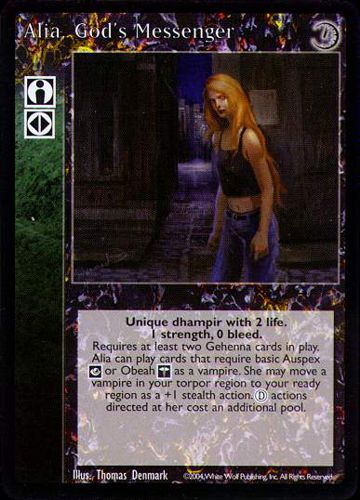 Alia, God's Messenger
Unique dhampir with 2 life.
1 strength, 0 bleed.
Requires at least two Gehenna cards in play.
Alia can play cards that require basic Auspex
or Obeah as a vampire. She may move a
vampire in your torpor region to your ready
region as a +1 stealth action. D actions
directed at her cost an additional pool.
Illus: Thomas Denmark ©2004, White Wolf Publishing, Inc. All Rights Reserved.